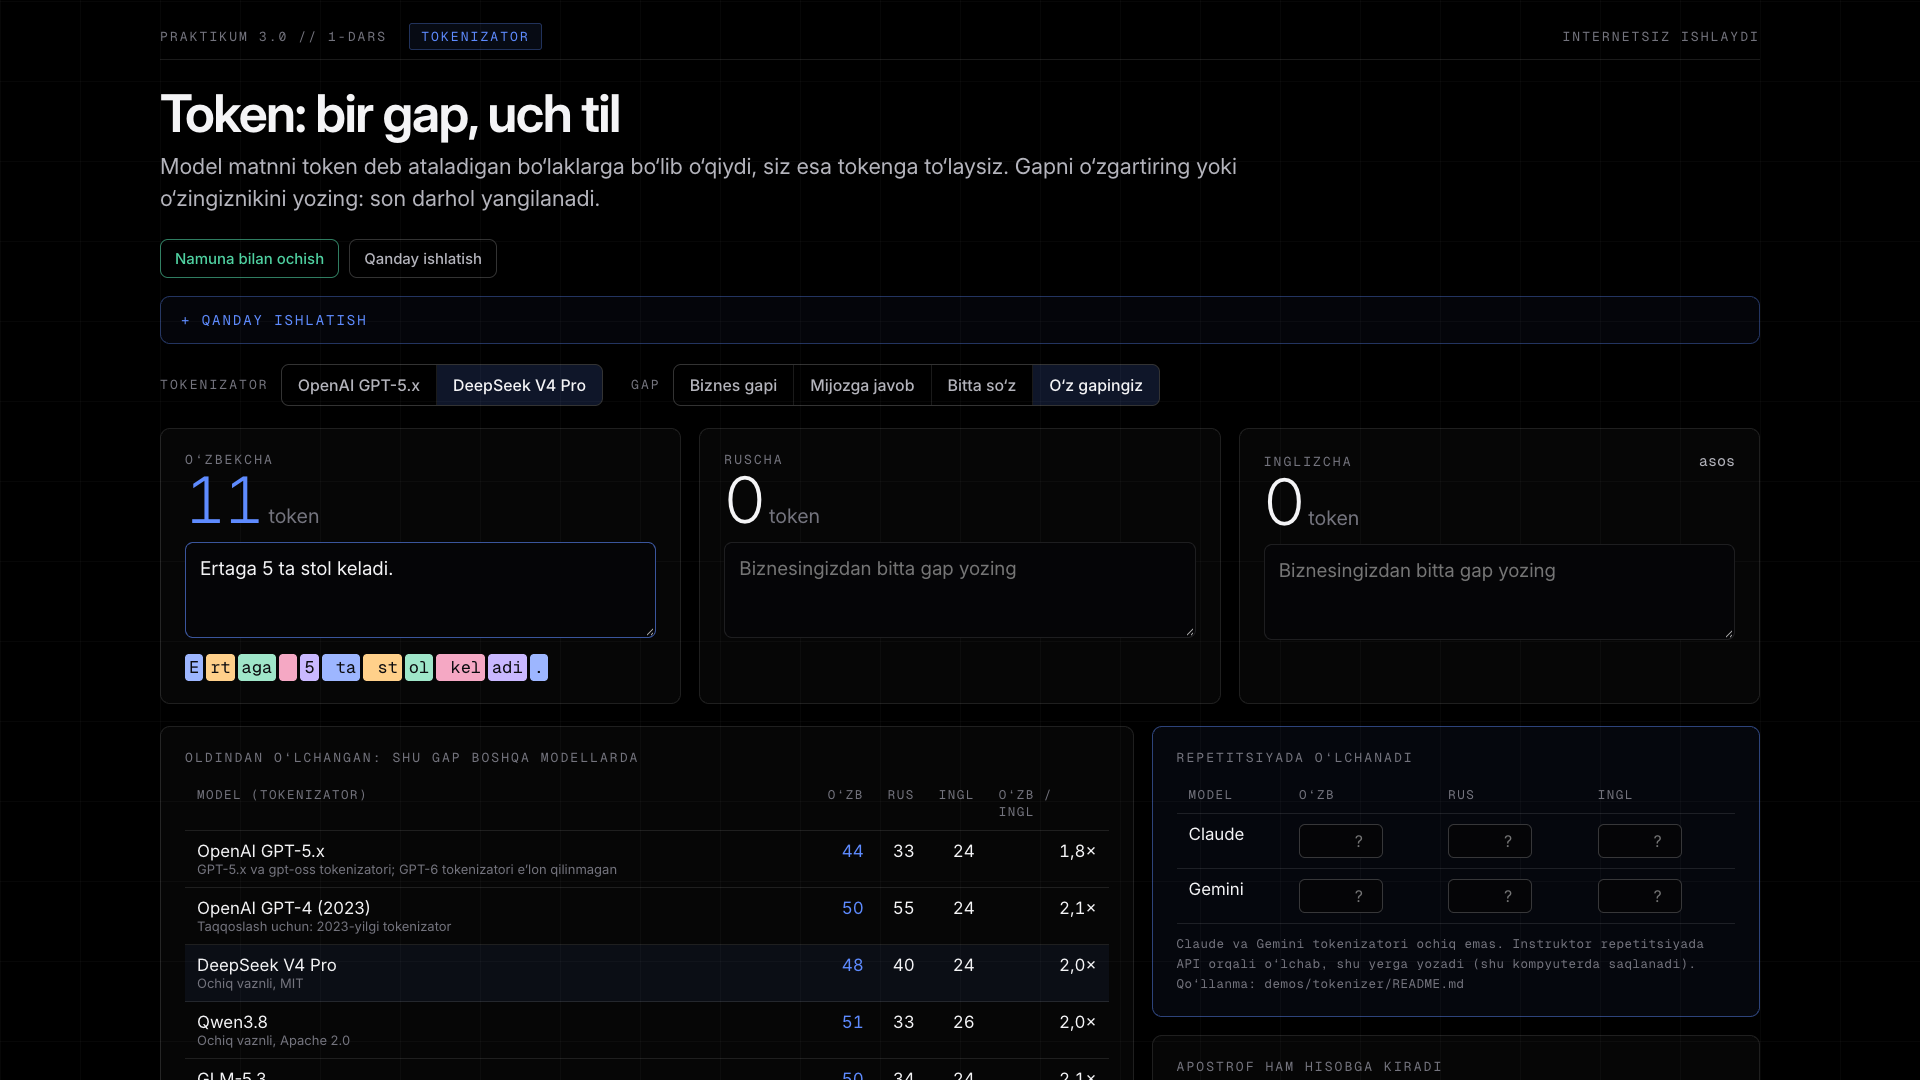 PRAKTIKUM 3.0 // 1-DARS TOKENIZATOR INTERNETSIZ ISHLAYDI
Token: bir gap, uch til
Model matnni token deb ataladigan bo‘laklarga bo‘lib o‘qiydi, siz esa tokenga to‘laysiz. Gapni o‘zgartiring yoki
o‘zingiznikini yozing: son darhol yangilanadi.
Namuna bilan ochish Qanday ishlatish
+ QANDAY ISHLATISH
TOKENIZATOR OpenAI GPT-5.x DeepSeek V4 Pro GAP Biznes gapi Mijozga javob Bitta so‘z O‘z gapingiz
O‘ZBEKCHA
11 token
Ertaga 5 ta stol keladi.
E rt aga 5 ta st ol kel adi .
RUSCHA
0 token
Biznesingizdan bitta gap yozing
INGLIZCHA asos
0 token
Biznesingizdan bitta gap yozing
OLDINDAN O‘LCHANGAN: SHU GAP BOSHQA MODELLARDA
MODEL (TOKENIZATOR) O‘ZB RUS INGL O‘ZB /
INGL
OpenAI GPT-5.x 44 33 24 1,8×
GPT-5.x va gpt-oss tokenizatori; GPT-6 tokenizatori e’lon qilinmagan
OpenAI GPT-4 (2023) 50 55 24 2,1×
Taqqoslash uchun: 2023-yilgi tokenizator
DeepSeek V4 Pro 48 40 24 2,0×
Ochiq vaznli, MIT
Qwen3.8 51 33 26 2,0×
Ochiq vaznli, Apache 2.0
GLM-5.3 50 34 24 2,1×
REPETITSIYADA O‘LCHANADI
MODEL O‘ZB RUS INGL
Claude ? ? ?
Gemini ? ? ?
Claude va Gemini tokenizatori ochiq emas. Instruktor repetitsiyada
API orqali o‘lchab, shu yerga yozadi (shu kompyuterda saqlanadi).
Qo‘llanma: demos/tokenizer/README.md
APOSTROF HAM HISOBGA KIRADI